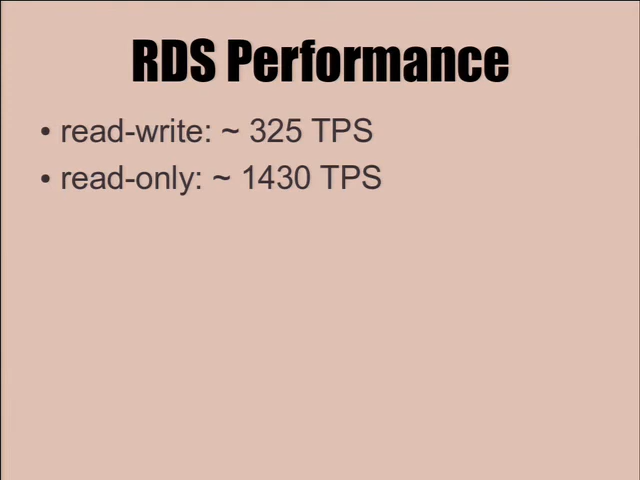 RDS Performance
• read-write: ~ 325 TPS
• read-only: ~ 1430 TPS